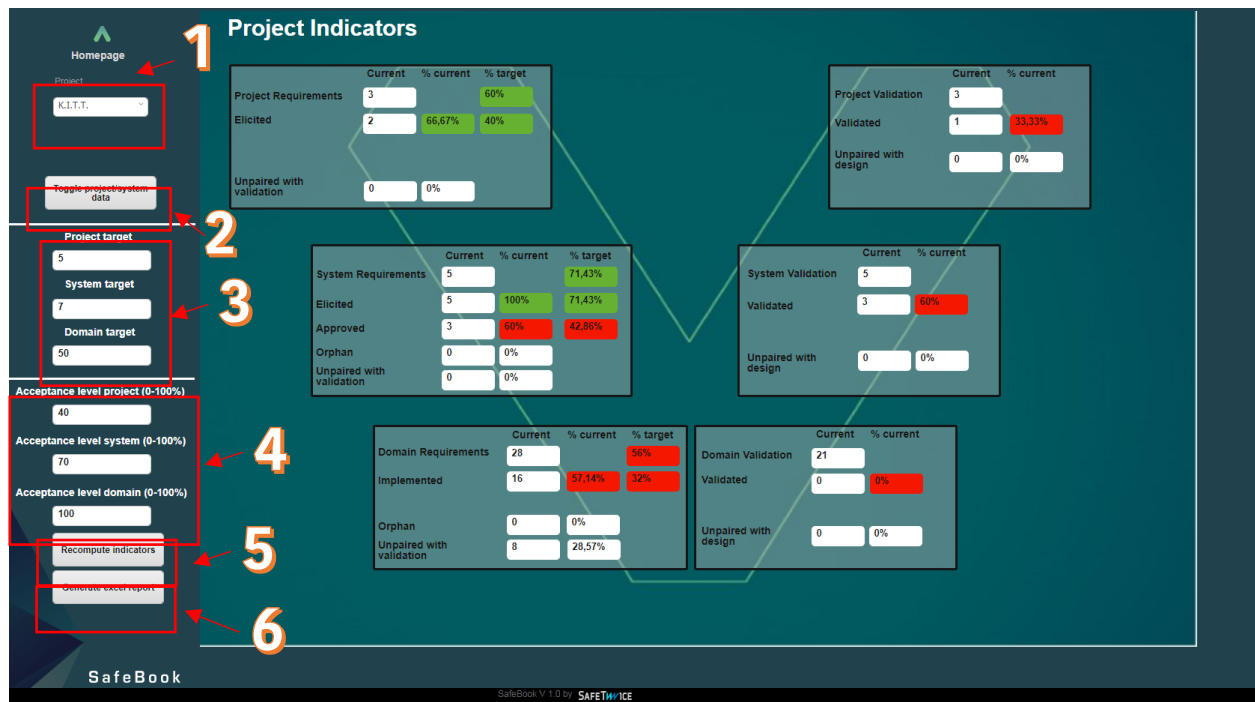 Project Indicators
Homepage
Project
K.I.T.T.
Toggle project/system
data
Project target
5
System target
7
Domain target
50
Acceptance level project (0-100%)
40
Acceptance level system (0-100%)
70
Acceptance level domain (0-100%)
100
Recompute indicators
Generate excel report
SafeBook
1
2
3
4
5
6
Current % current % target
Project Requirements 3 60%
Elicited 2 66,67% 40%
Unpaired with
validation 0 0%
Current % current
Project Validation 3
Validated 1 33,33%
Unpaired with
design 0 0%
Current % current % target
System Requirements 5 71,43%
Elicited 5 100% 71,43%
Approved 3 60% 42,86%
Orphan 0 0%
Unpaired with
validation 0 0%
Current % current
System Validation 5
Validated 3 60%
Unpaired with
design 0 0%
Current % current % target
Domain Requirements 28 56%
Implemented 16 57,14% 32%
Orphan 0 0%
Unpaired with
validation 8 28,57%
Current % current
Domain Validation 21
Validated 0 0%
Unpaired with
design 0 0%
SafeBook V 1.0 by SAFETWICE